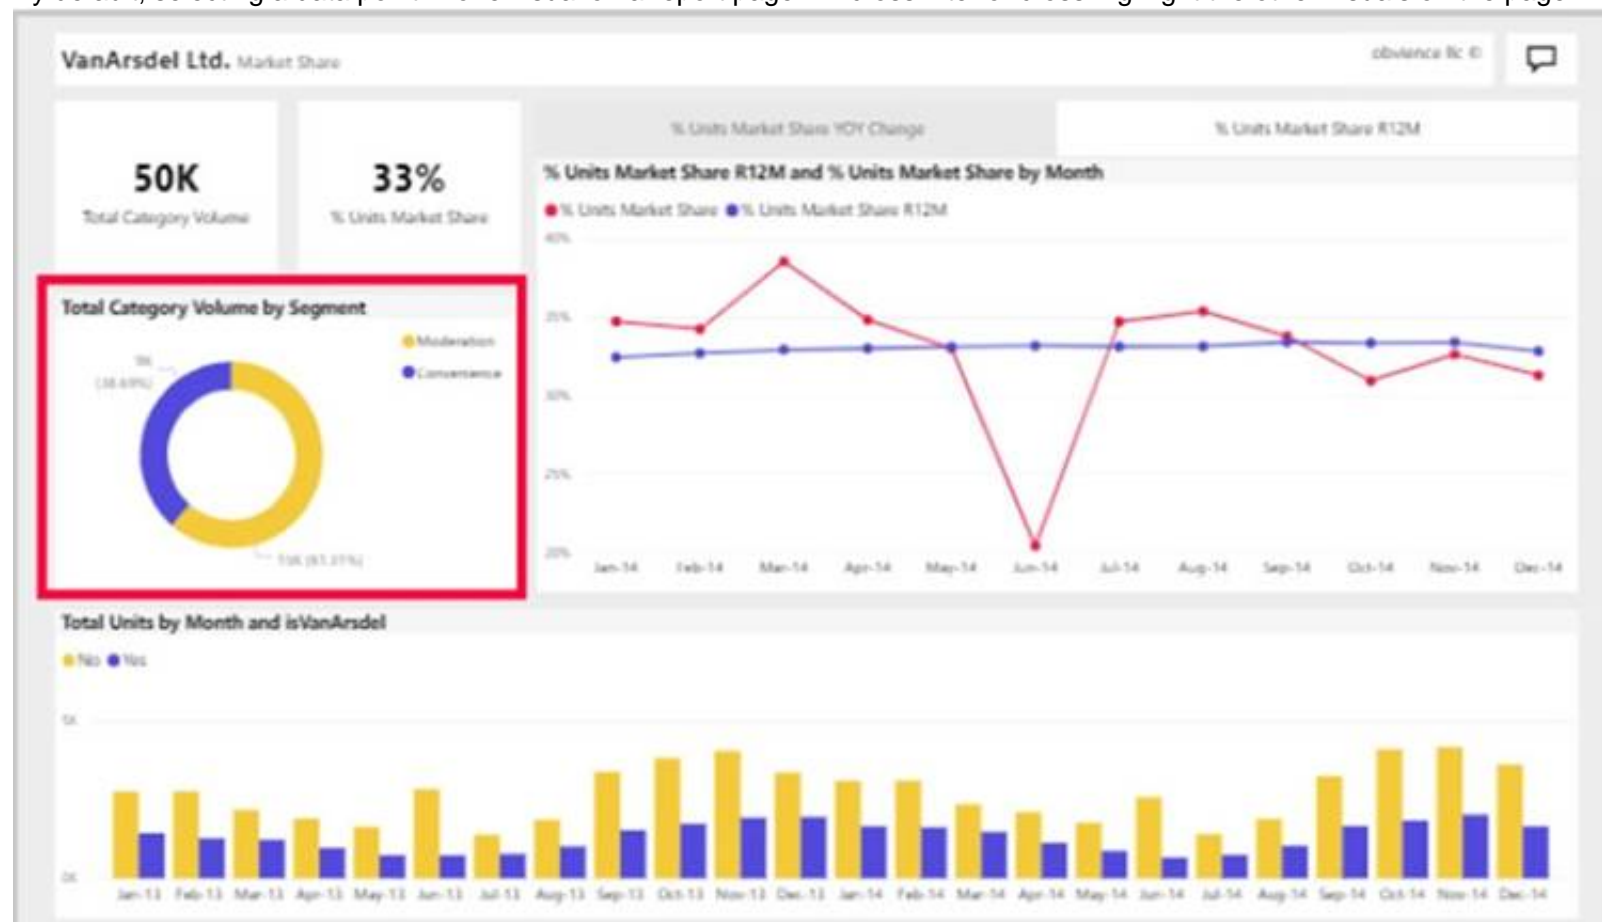 VanArsdel Ltd. Market Share
obvience llc ©
50K
Total Category Volume
33%
% Units Market Share
% Units Market Share YOY Change
% Units Market Share R12M
% Units Market Share R12M and % Units Market Share by Month
% Units Market Share % Units Market Share R12M
40%
35%
30%
25%
20%
Jan-14 Feb-14 Mar-14 Apr-14 May-14 Jun-14 Jul-14 Aug-14 Sep-14 Oct-14 Nov-14 Dec-14
Total Category Volume by Segment
Moderation
Convenience
(38.69%)
(61.31%)
Total Units by Month and isVanArsdel
No Yes
5K
0K
Jan-13 Feb-13 Mar-13 Apr-13 May-13 Jun-13 Jul-13 Aug-13 Sep-13 Oct-13 Nov-13 Dec-13 Jan-14 Feb-14 Mar-14 Apr-14 May-14 Jun-14 Jul-14 Aug-14 Sep-14 Oct-14 Nov-14 Dec-14